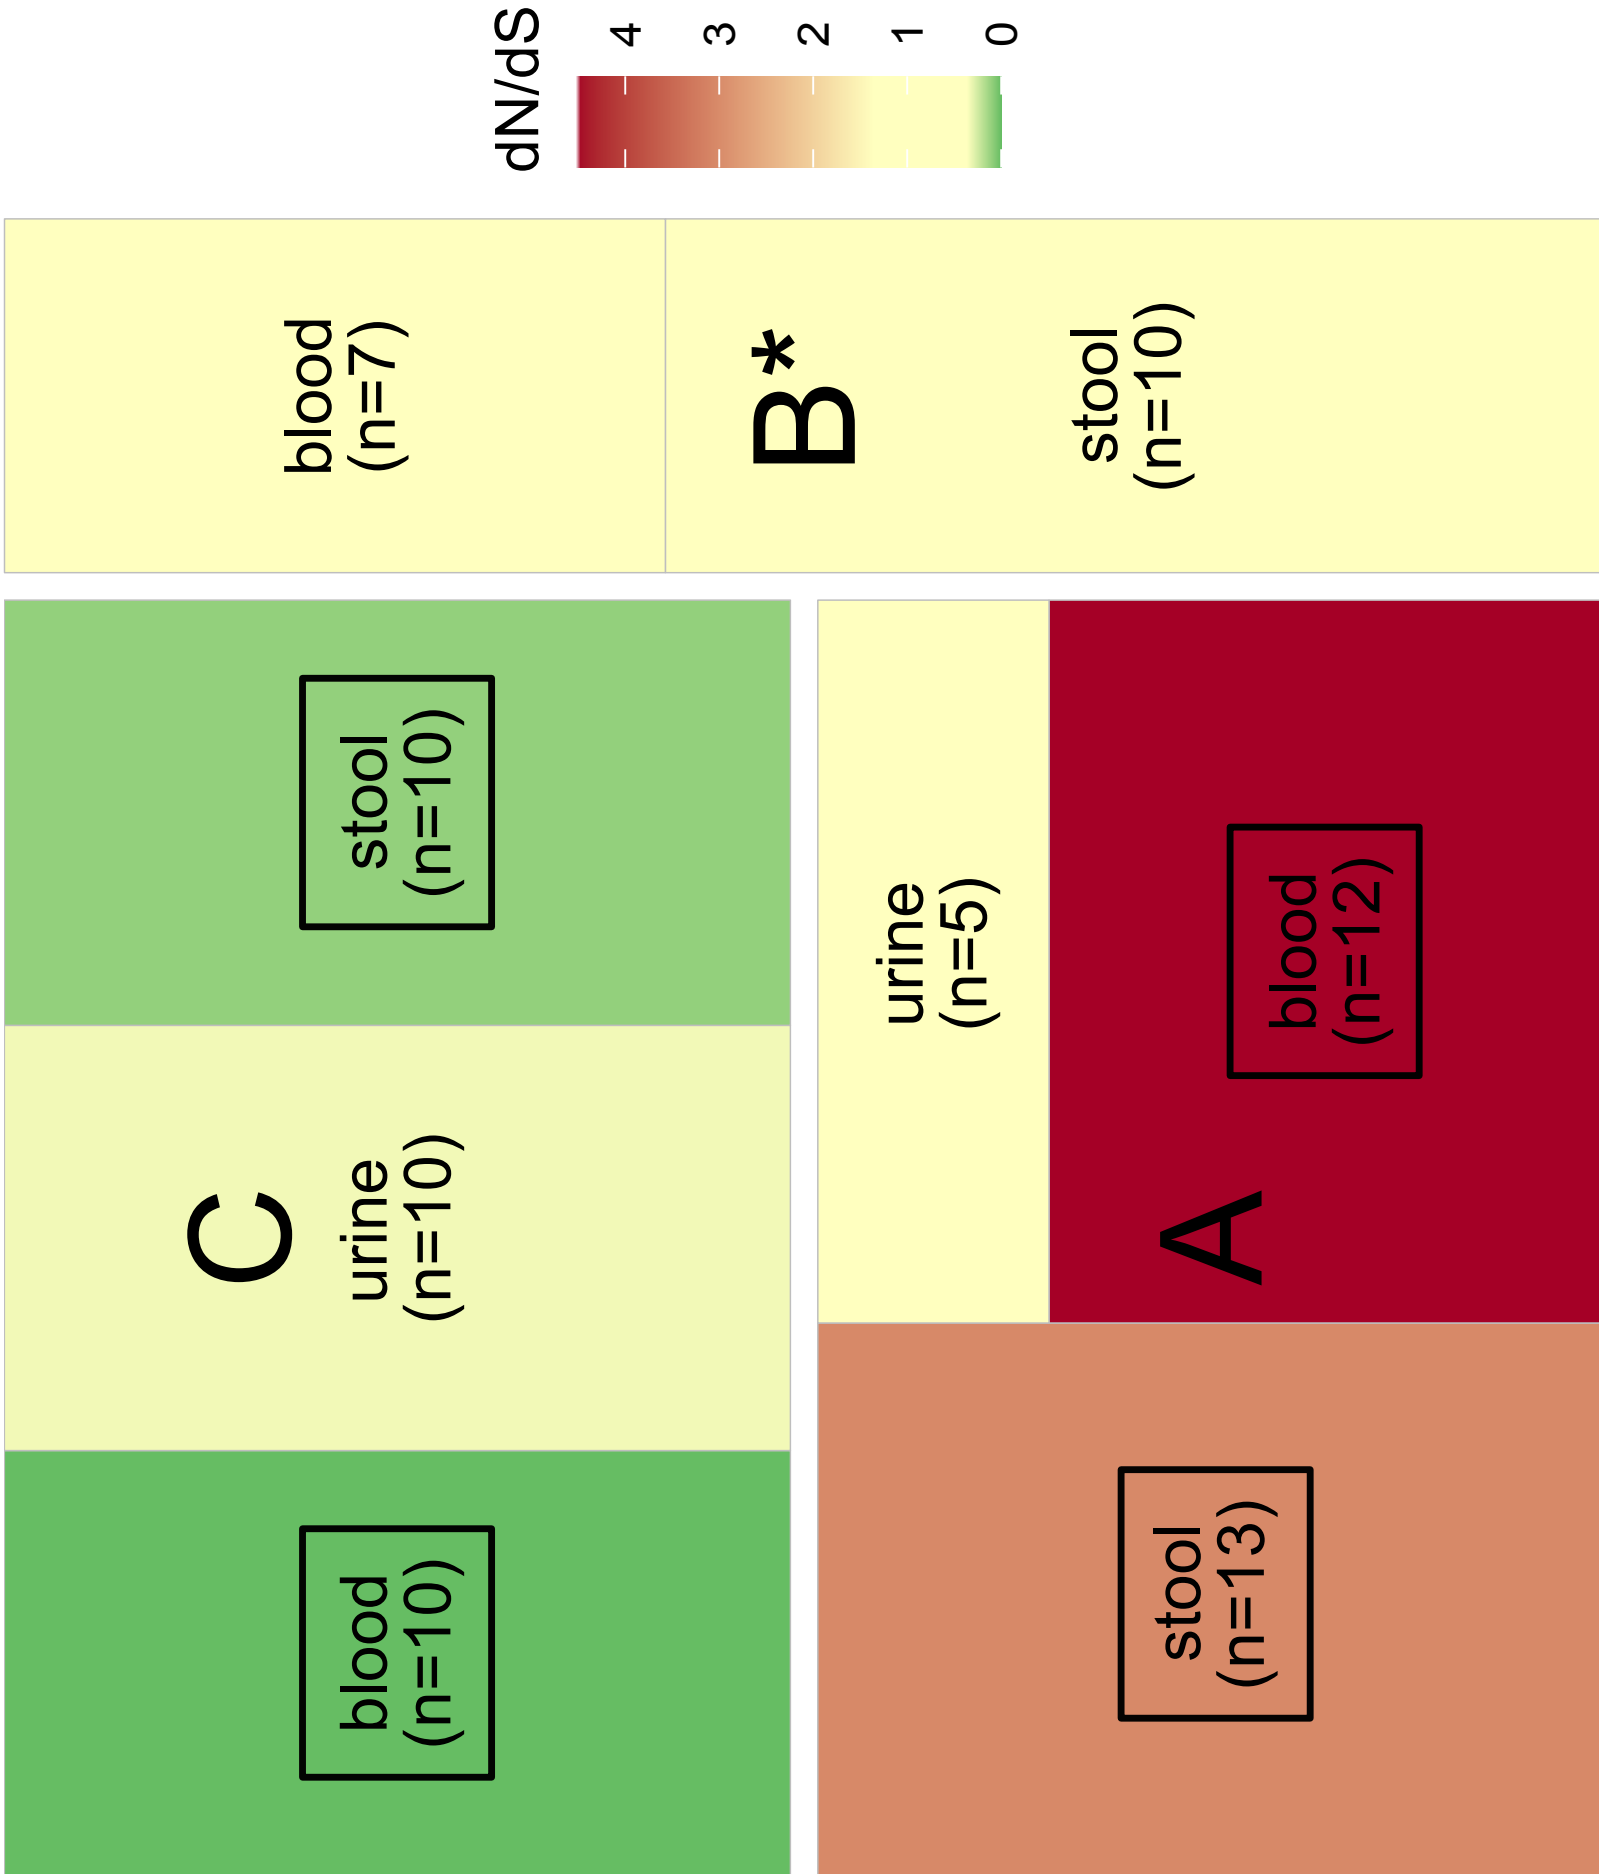 C
blood
(n=10)
urine
(n=10)
stool
(n=10)
A
stool
(n=13)
urine
(n=5)
blood
(n=12)
B*
blood
(n=7)
stool
(n=10)
dN/dS
4
3
2
1
0